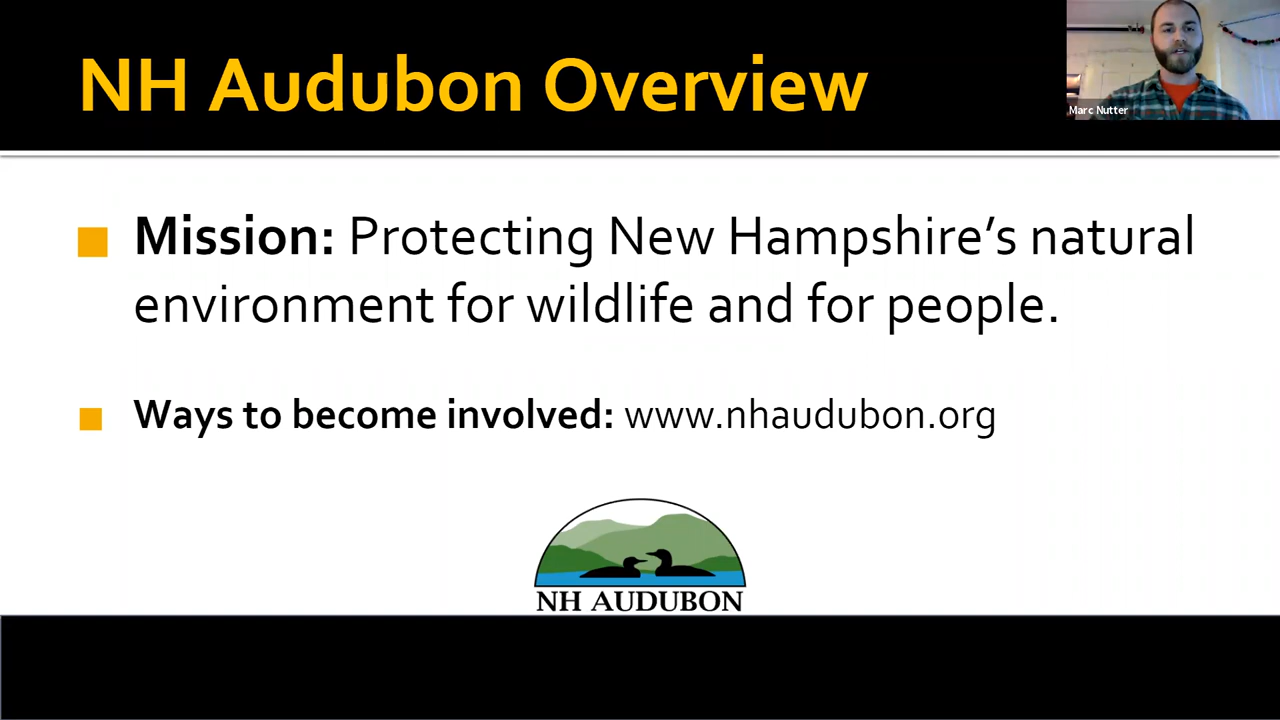 NH Audubon Overview
Marc Nutter
Mission: Protecting New Hampshire’s natural
environment for wildlife and for people.
Ways to become involved: www.nhaudubon.org
NH AUDUBON